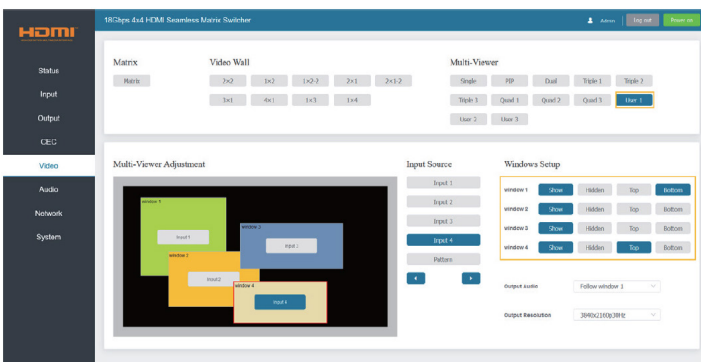 HDMI
18Gbps 4x4 HDMI Seamless Matrix Switcher
Admin
Log out
Power on
Status
Input
Output
CEC
Video
Audio
Network
System
Matrix
Matrix
Video Wall
2×2
1×2
1×2-2
2×1
2×1-2
3×1
4×1
1×3
1×4
Multi-Viewer
Single
PIP
Dual
Triple 1
Triple 2
Triple 3
Quad 1
Quad 2
Quad 3
User 1
User 2
User 3
Multi-Viewer Adjustment
window 1
Input 1
window 3
Input 3
window 2
Input 2
window 4
Input 4
Input Source
Input 1
Input 2
Input 3
Input 4
Pattern
Windows Setup
window 1 Show Hidden Top Bottom
window 2 Show Hidden Top Bottom
window 3 Show Hidden Top Bottom
window 4 Show Hidden Top Bottom
Output Audio Follow window 1
Output Resolution 3840x2160p30Hz